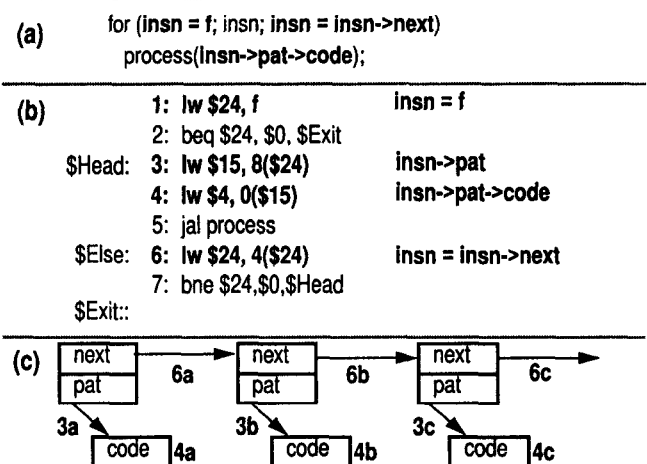 (a) for (insn = f; insn; insn = insn->next)
process(insn->pat->code);
(b) 1: lw $24, f insn = f
2: beq $24, $0, $Exit
$Head: 3: lw $15, 8($24) insn->pat
4: lw $4, 0($15) insn->pat->code
5: jal process
$Else: 6: lw $24, 4($24) insn = insn->next
7: bne $24,$0,$Head
$Exit::
(c) next 6a next 6b next 6c
pat pat pat
3a 3b 3c
code 4a code 4b code 4c